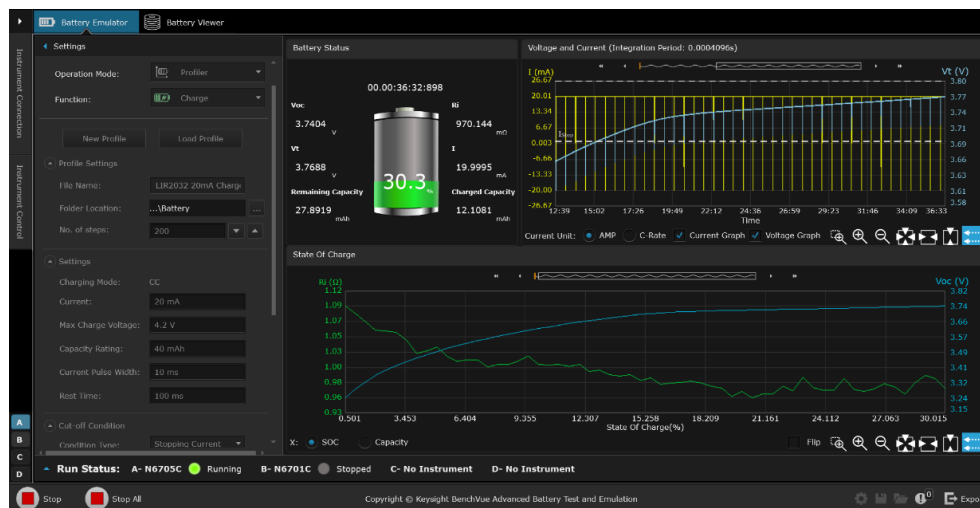 Battery Emulator
Battery Viewer
Instrument Connection
Instrument Control
Settings
Operation Mode: Profiler
Function: Charge
New Profile Load Profile
Profile Settings
File Name: LIR2032 20mA Charg
Folder Location: ...\Battery ...
No. of steps: 200
Settings
Charging Mode: CC
Current: 20 mA
Max Charge Voltage: 4.2 V
Capacity Rating: 40 mAh
Current Pulse Width: 10 ms
Rest Time: 100 ms
Cut-off Condition
Condition Type: Stopping Current
A
B
C
D
Battery Status
00.00:36:32:898
Voc Ri
3.7404 V 970.144 mΩ
Vt I
3.7688 V 19.9995 mA
30.3 %
Remaining Capacity Charged Capacity
27.8919 mAh 12.1081 mAh
Voltage and Current (Integration Period: 0.0004096s)
I (mA) Vt (V)
26.67 3.80
20.01 3.77
13.34 3.74
6.67 3.71
0.003 3.69
-6.66 3.66
-13.33 3.63
-20.00 3.61
-26.67 3.58
Istop
12:39 15:02 17:26 19:49 22:12 24:36 26:59 29:23 31:46 34:09 36:33
Time
Current Unit: AMP C-Rate Current Graph Voltage Graph
State Of Charge
Ri (Ω) Voc (V)
1.12 3.82
1.09 3.74
1.07 3.66
1.05 3.57
1.03 3.49
1.00 3.41
0.98 3.32
0.96 3.24
0.93 3.15
0.501 3.453 6.404 9.355 12.307 15.258 18.209 21.161 24.112 27.063 30.015
State Of Charge(%)
X: SOC Capacity Flip
Run Status: A- N6705C Running B- N6701C Stopped C- No Instrument D- No Instrument
Stop Stop All Copyright © Keysight BenchVue Advanced Battery Test and Emulation 0 Expo